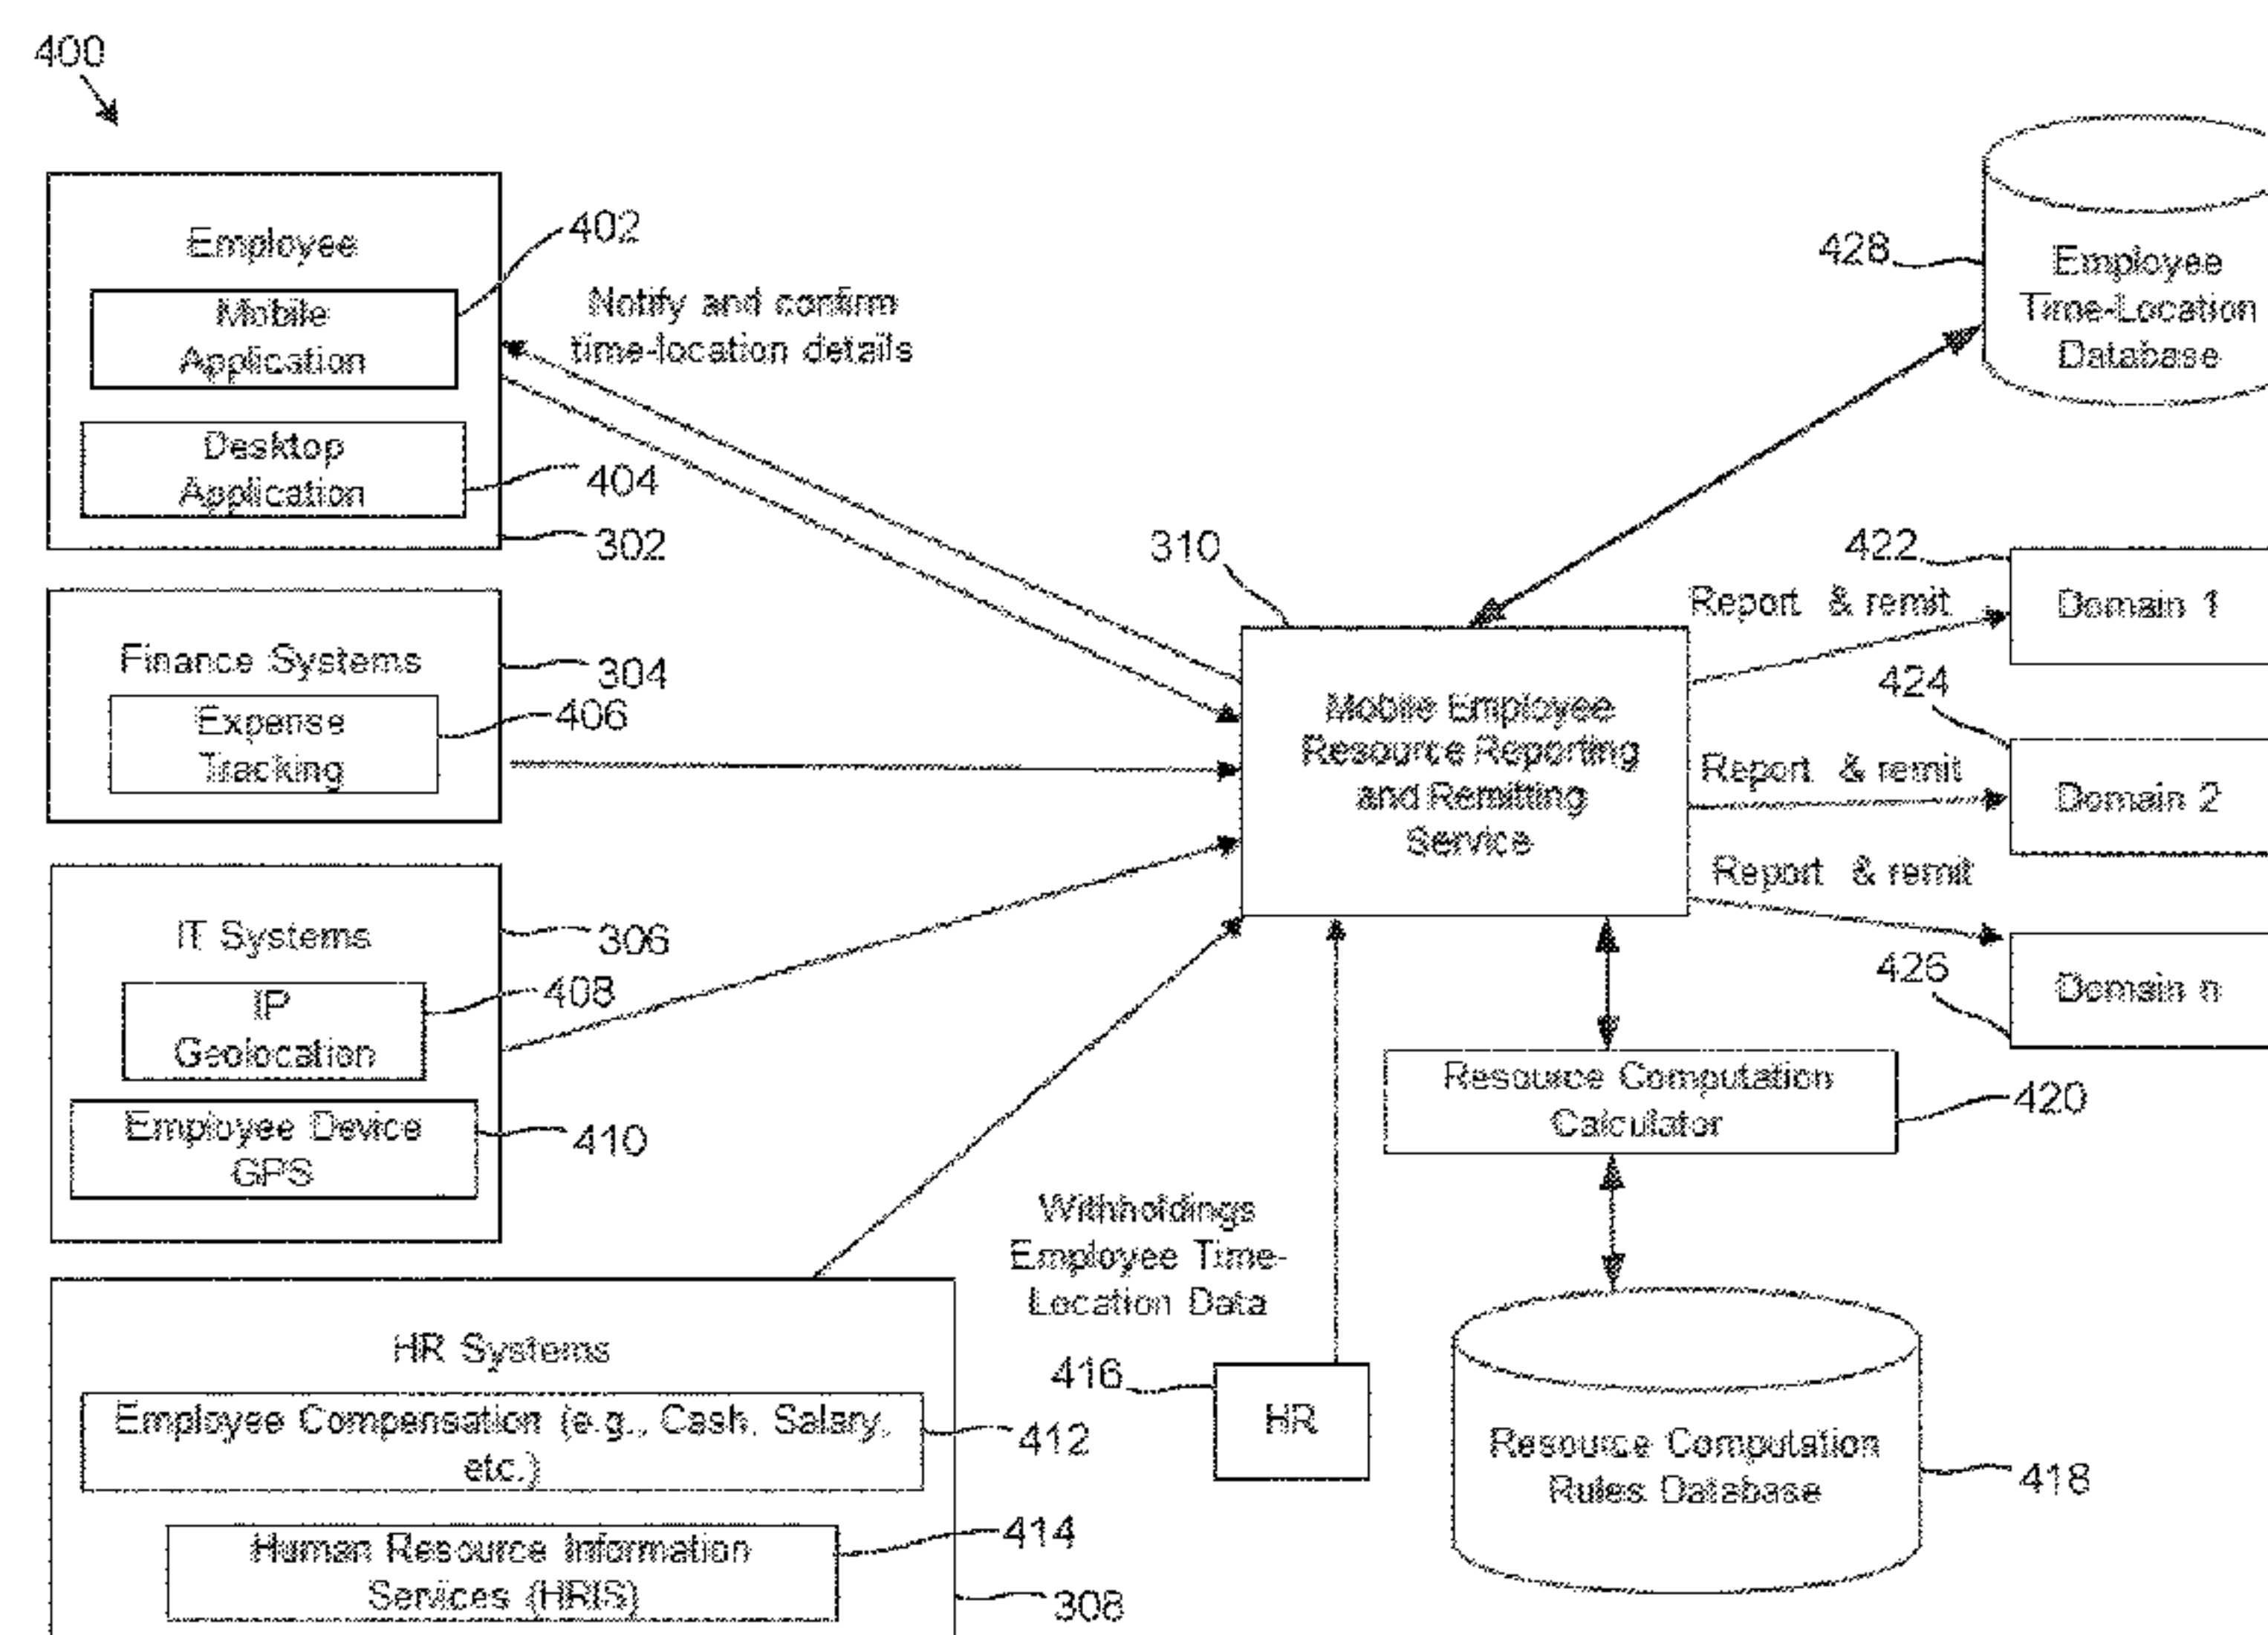 400
Employee
402
Mobile
Application
Desktop
Application
404
302
Notify and confirm
time-location details
Finance Systems
304
Expense
Tracking
406
IT Systems
306
IP
Geolocation
408
Employee Device
GPS
410
HR Systems
Employee Compensation (e.g., Cash, Salary,
etc.)
412
Human Resource Information
Services (HRIS)
414
308
310
Mobile Employee
Resource Reporting
and Remitting
Service
Withholdings
Employee Time-
Location Data
416
HR
428
Employee
Time-Location
Database
422
Report & remit
Domain 1
424
Report & remit
Domain 2
Report & remit
426
Domain n
Resource Computation
Calculator
420
Resource Computation
Rules Database
418